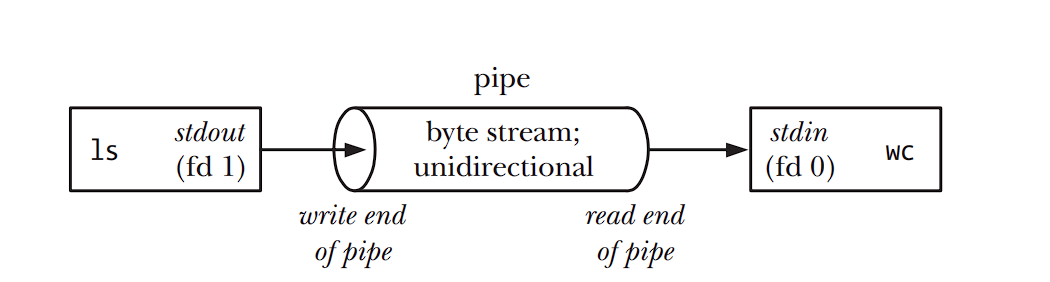 pipe
ls
stdout
(fd 1)
byte stream;
unidirectional
stdin
(fd 0)
wc
write end
of pipe
read end
of pipe